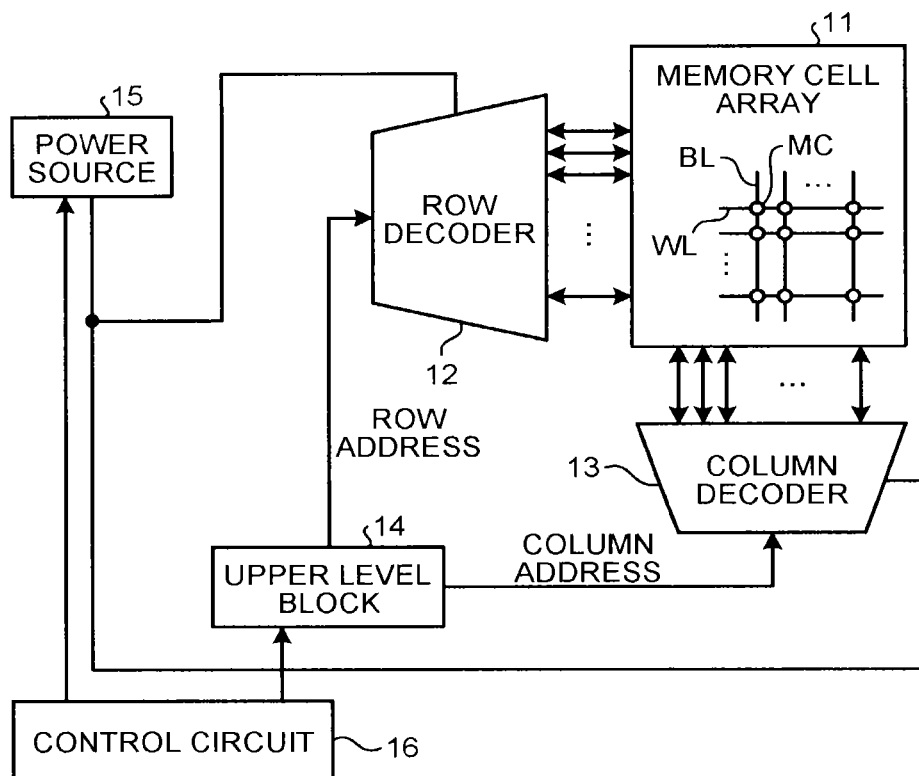 11
MEMORY CELL
ARRAY
BL
MC
...
WL
...
15
POWER
SOURCE
ROW
DECODER
...
12
...
ROW
ADDRESS
13
COLUMN
DECODER
14
UPPER LEVEL
BLOCK
COLUMN
ADDRESS
CONTROL CIRCUIT
16